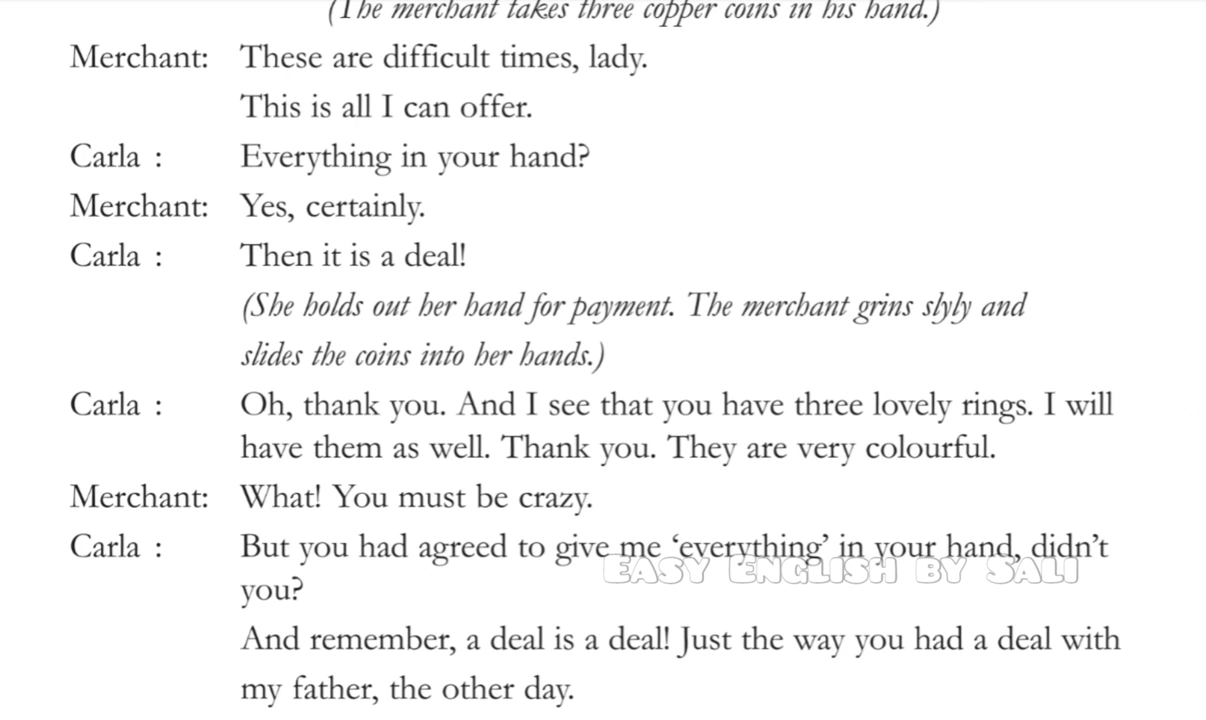 (The merchant takes three copper coins in his hand.)
Merchant: These are difficult times, lady.
This is all I can offer.
Carla : Everything in your hand?
Merchant: Yes, certainly.
Carla : Then it is a deal!
(She holds out her hand for payment. The merchant grins slyly and
slides the coins into her hands.)
Carla : Oh, thank you. And I see that you have three lovely rings. I will
have them as well. Thank you. They are very colourful.
Merchant: What! You must be crazy.
Carla : But you had agreed to give me ‘everything’ in your hand, didn’t
Easy English by Sali
you?
And remember, a deal is a deal! Just the way you had a deal with
my father, the other day.